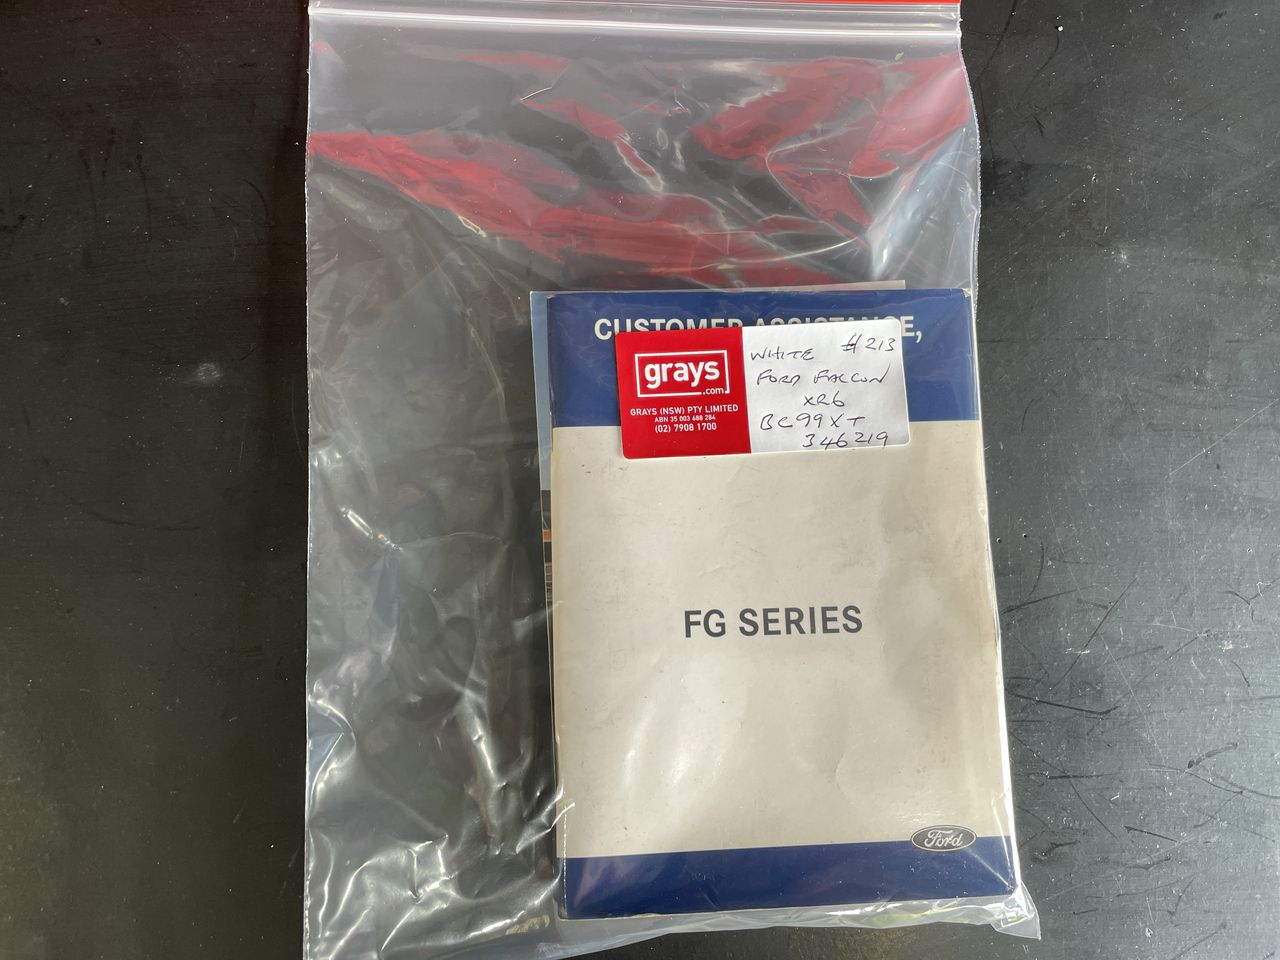 CUSTOMER ASSISTANCE,
grays
.com
GRAYS (NSW) PTY LIMITED
ABN 35 003 688 284
(02) 7908 1700
WHITE #213
FORD FALCON
XR6
BC99XT
346219
FG SERIES
Ford